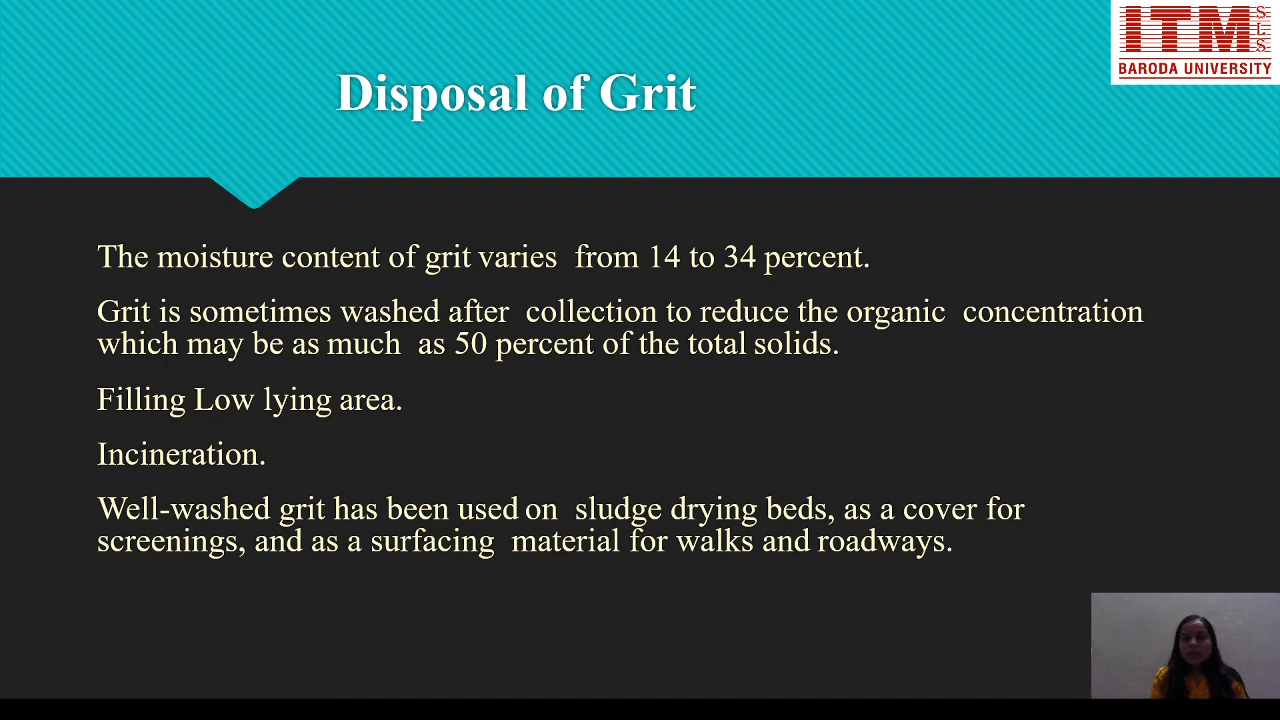 ITM SLS
BARODA UNIVERSITY
Disposal of Grit
The moisture content of grit varies from 14 to 34 percent.
Grit is sometimes washed after collection to reduce the organic concentration
which may be as much as 50 percent of the total solids.
Filling Low lying area.
Incineration.
Well-washed grit has been used on sludge drying beds, as a cover for
screenings, and as a surfacing material for walks and roadways.